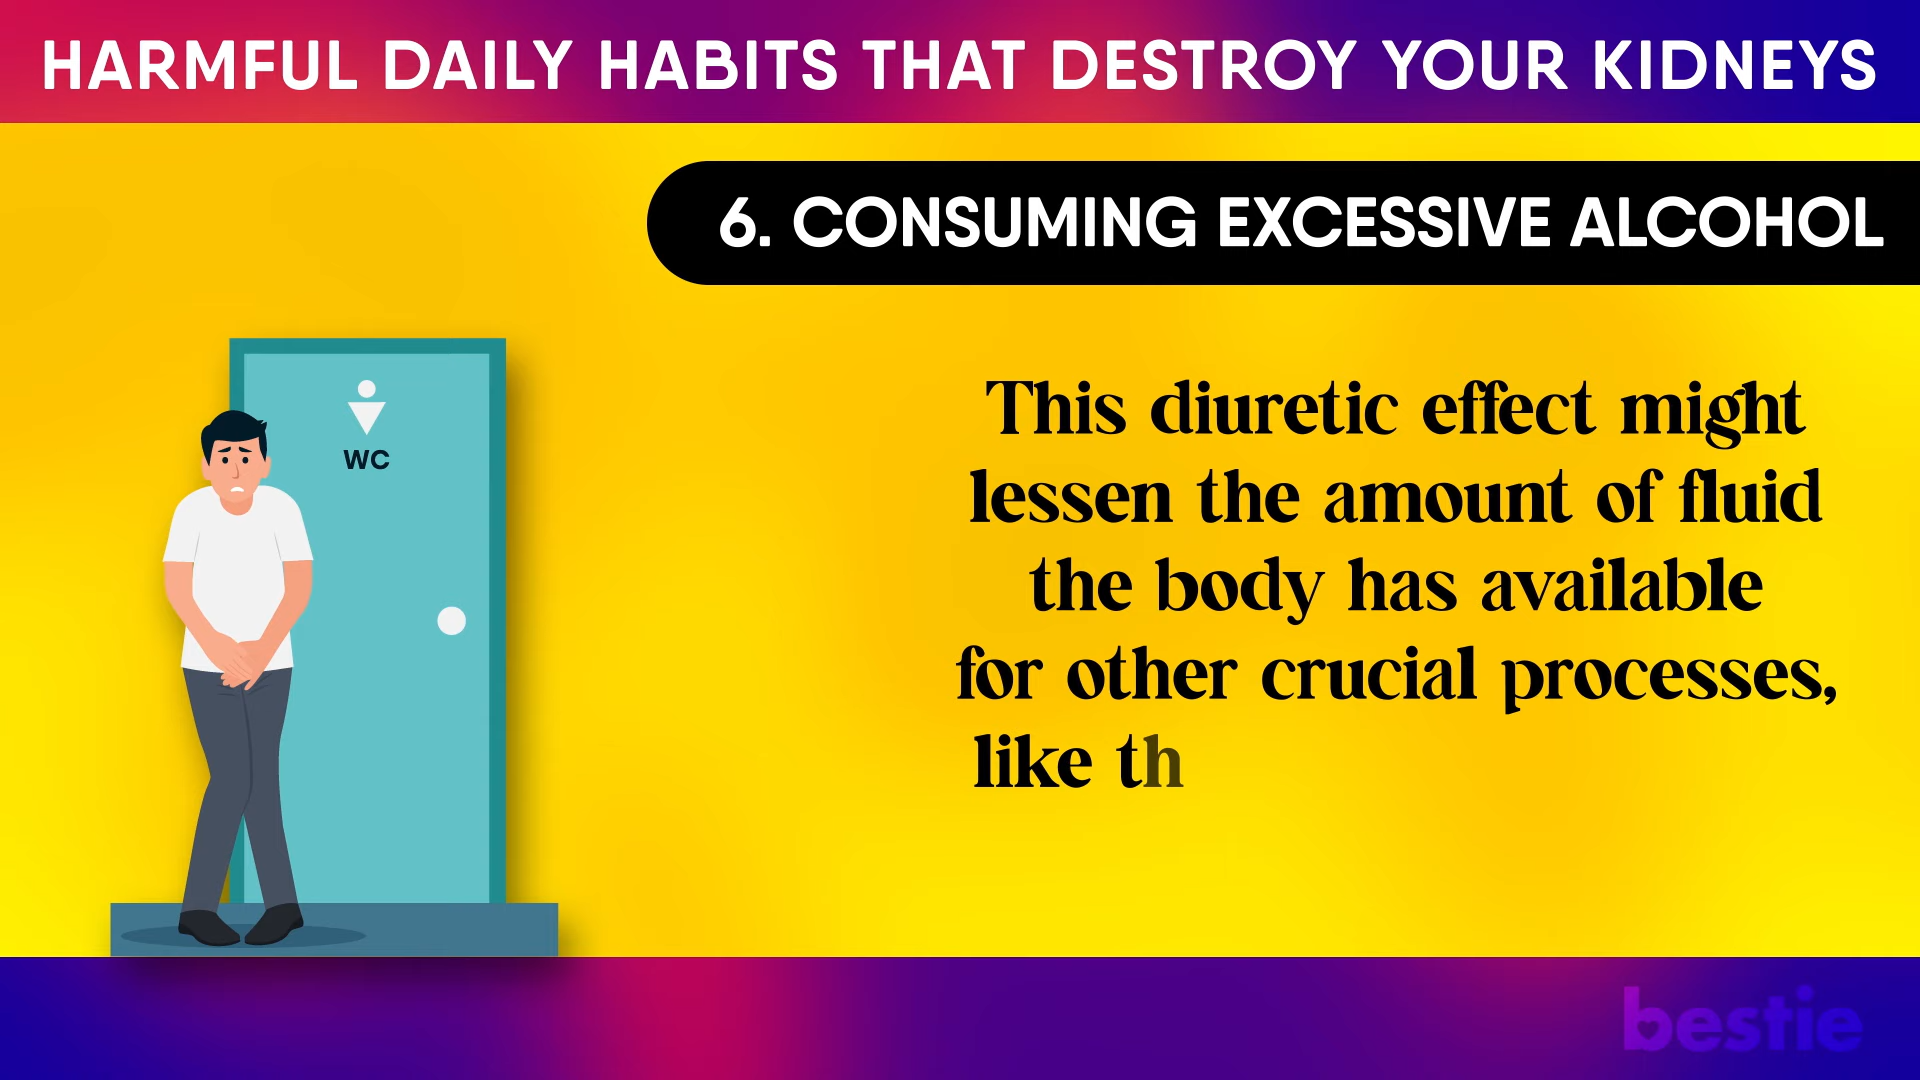 HARMFUL DAILY HABITS THAT DESTROY YOUR KIDNEYS
6. CONSUMING EXCESSIVE ALCOHOL
WC
This diuretic effect might
lessen the amount of fluid
the body has available
for other crucial processes,
like th
bestie